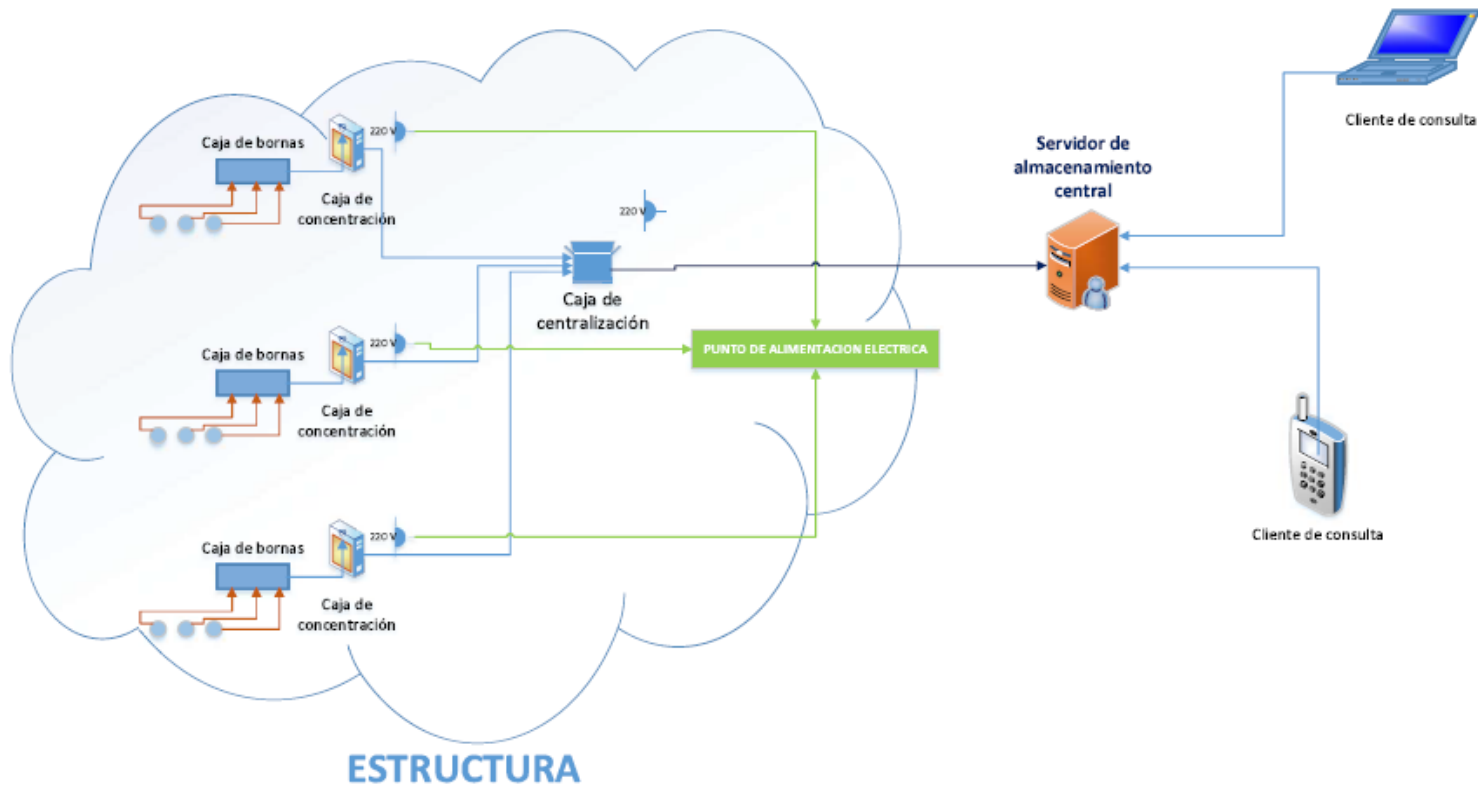 Cliente de consulta
Servidor de
almacenamiento
central
220 V
Caja de bornas
Caja de
concentración
220 V
Caja de
centralización
220 V
Caja de bornas
PUNTO DE ALIMENTACION ELECTRICA
Caja de
concentración
220 V
Caja de bornas
Cliente de consulta
Caja de
concentración
ESTRUCTURA